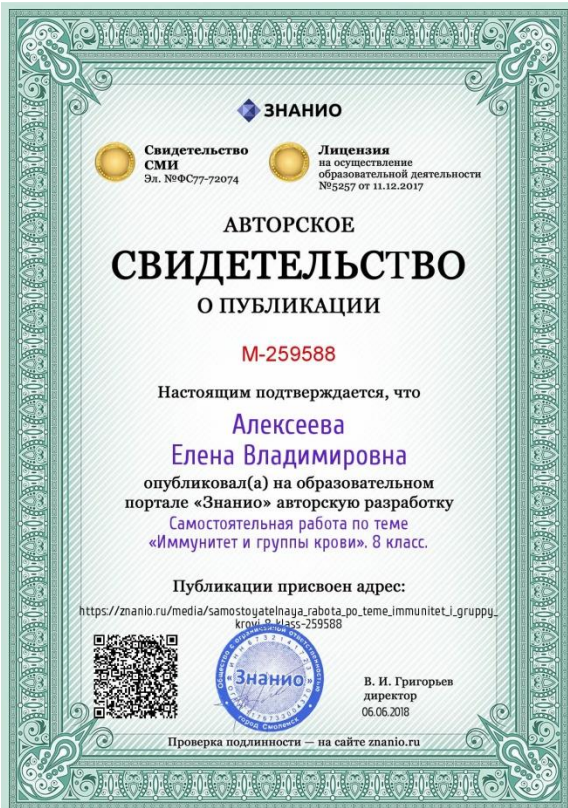 ЗНАНИО
Свидетельство
СМИ
Эл. №ФС77-72074
Лицензия
на осуществление
образовательной деятельности
№5257 от 11.12.2017
АВТОРСКОЕ
СВИДЕТЕЛЬСТВО
О ПУБЛИКАЦИИ
М-259588
Настоящим подтверждается, что
Алексеева
Елена Владимировна
опубликовал(а) на образовательном
портале «Знанио» авторскую разработку
Самостоятельная работа по теме
«Иммунитет и группы крови». 8 класс.
Публикации присвоен адрес:
https://znanio.ru/media/samostoyatelnaya_rabota_po_teme_immunitet_i_gruppy_
krovi_8_klass-259588
Общество с ограниченной ответственностью
Знанио
город Смоленск
В. И. Григорьев
директор
06.06.2018
Проверка подлинности — на сайте znanio.ru